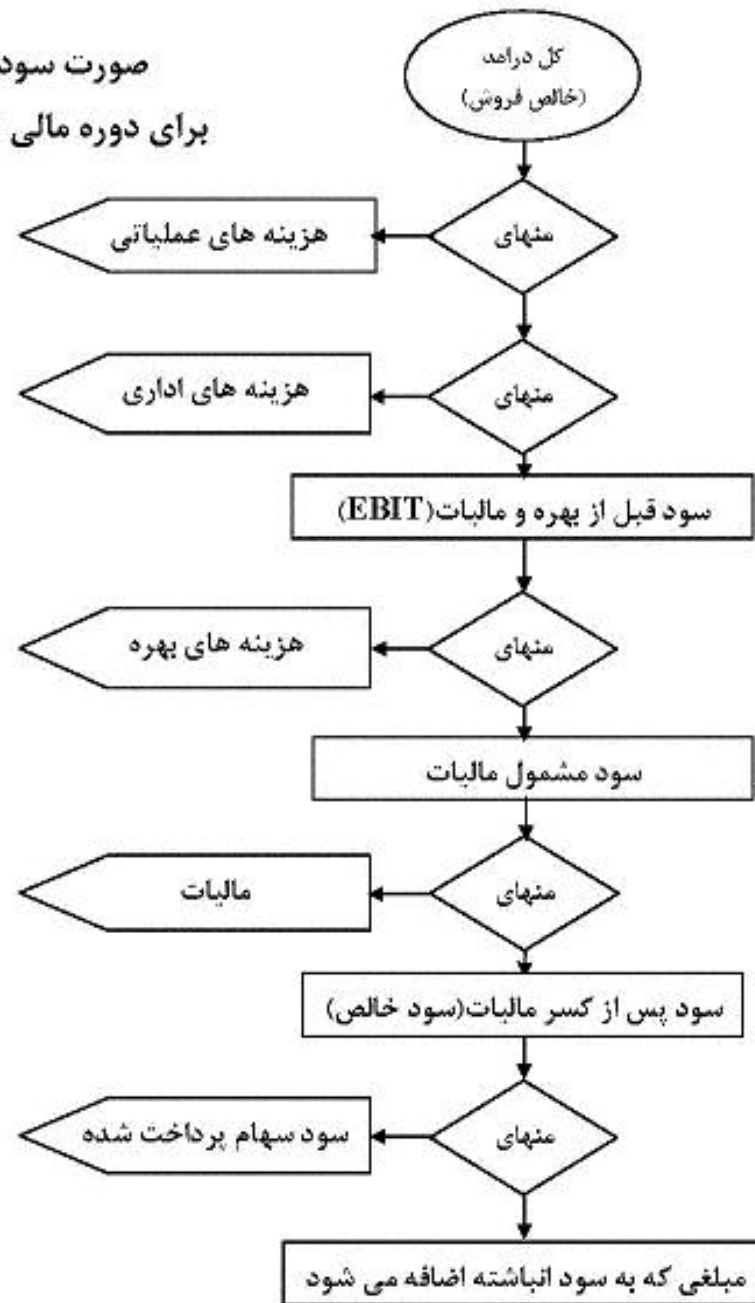 صورت سود
برای دوره مالی
کل درامد
(خالص فروش)
منهای
هزینه های عملیاتی
منهای
هزینه های اداری
سود قبل از بهره و مالیات(EBIT)
منهای
هزینه های بهره
سود مشمول مالیات
منهای
مالیات
سود پس از کسر مالیات(سود خالص)
منهای
سود سهام پرداخت شده
مبلغی که به سود انباشته اضافه می شود